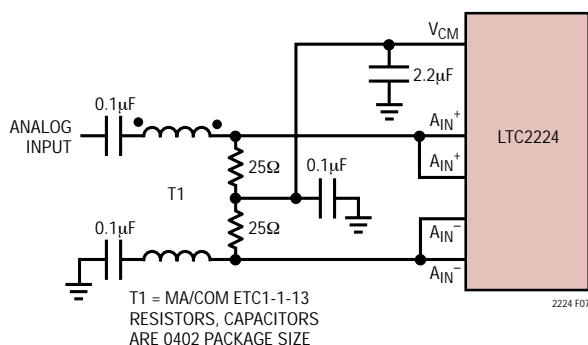 V_CM
2.2µF
0.1µF
ANALOG
INPUT
A_IN^+
LTC2224
25Ω
A_IN^+
0.1µF
T1
0.1µF
25Ω
A_IN^–
A_IN^–
T1 = MA/COM ETC1-1-13
RESISTORS, CAPACITORS
ARE 0402 PACKAGE SIZE
2224 F07